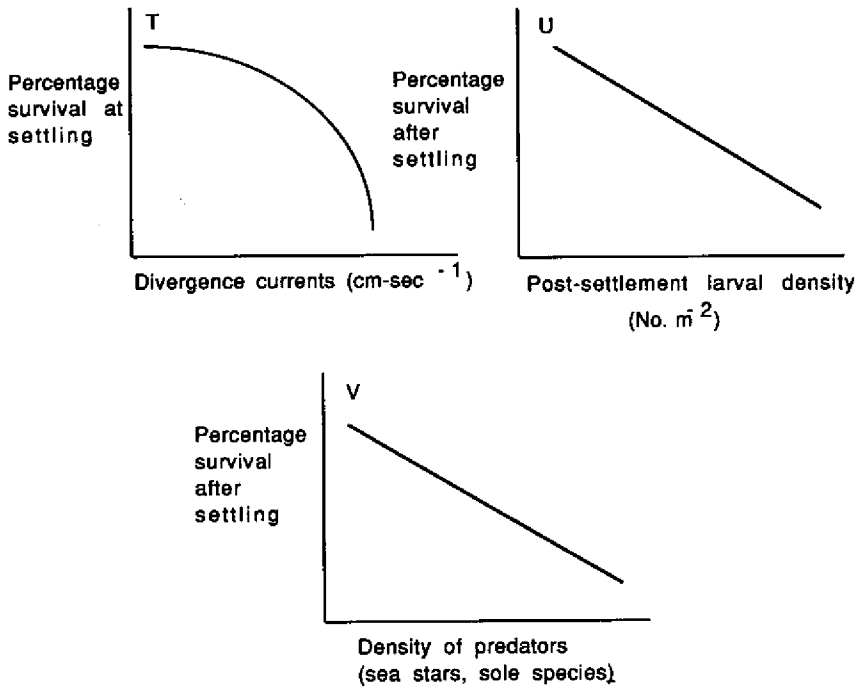 T
Percentage
survival at
settling
Divergence currents (cm-sec ⁻¹)
U
Percentage
survival
after
settling
Post-settlement larval density
(No. m⁻²)
V
Percentage
survival
after
settling
Density of predators
(sea stars, sole species)